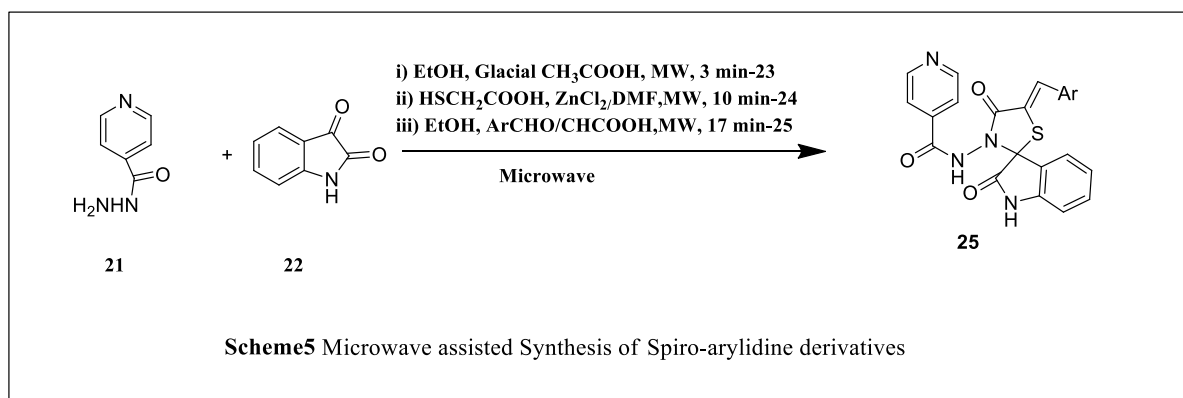 i) EtOH, Glacial CH₃COOH, MW, 3 min-23
ii) HSCH₂COOH, ZnCl₂/DMF,MW, 10 min-24
iii) EtOH, ArCHO/CHCOOH,MW, 17 min-25
Microwave
N
O
H₂NHN
21
+
O
O
N
H
22
N
O
N
H
N
O
S
Ar
O
N
H
25
Scheme5 Microwave assisted Synthesis of Spiro-arylidine derivatives